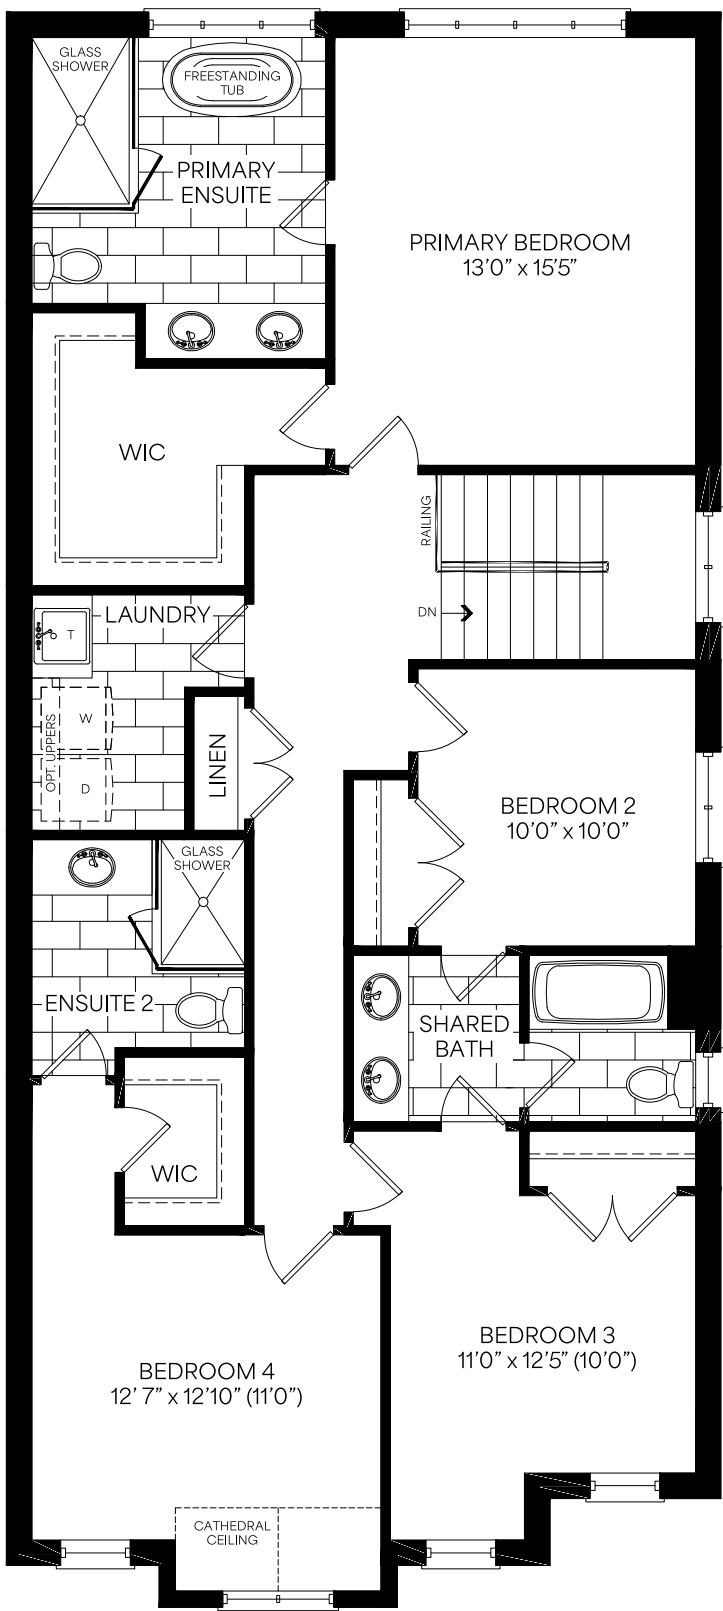 GLASS
SHOWER
FREESTANDING
TUB
PRIMARY
ENSUITE
PRIMARY BEDROOM
13'0" x 15'5"
WIC
RAILING
DN
LAUNDRY
T
W
OPT. UPPERS
D
LINEN
BEDROOM 2
10'0" x 10'0"
GLASS
SHOWER
ENSUITE 2
SHARED
BATH
WIC
BEDROOM 3
11'0" x 12'5" (10'0")
BEDROOM 4
12' 7" x 12'10" (11'0")
CATHEDRAL
CEILING